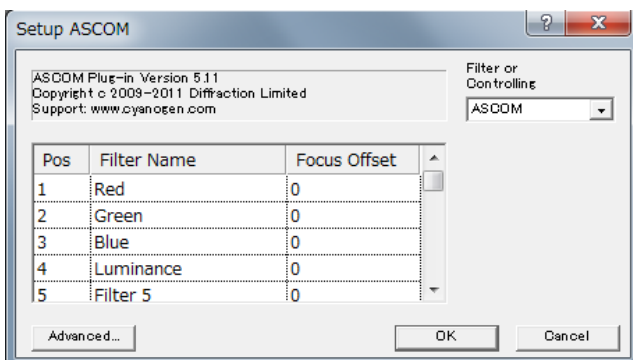 Setup ASCOM
ASCOM Plug-in Version 5.11
Copyright c 2009-2011 Diffraction Limited
Support: www.cyanogen.com
Filter or
Controlling
ASCOM
Pos Filter Name Focus Offset
1 Red 0
2 Green 0
3 Blue 0
4 Luminance 0
5 Filter 5 0
Advanced... OK Cancel